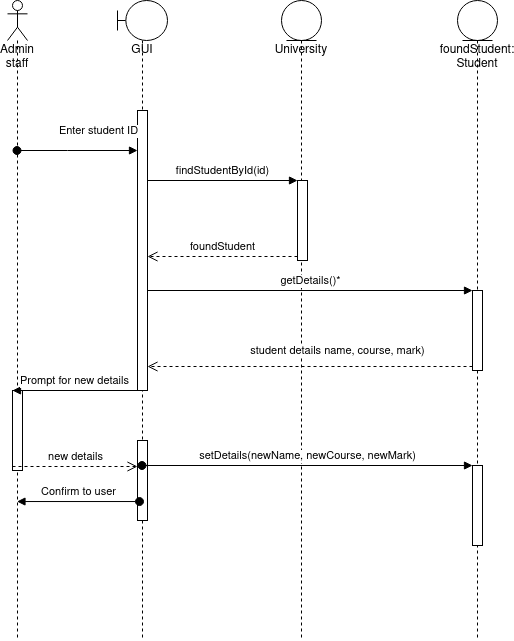 Admin
staff
GUI
University
foundStudent:
Student
Enter student ID
findStudentById(id)
foundStudent
getDetails()*
student details name, course, mark)
Prompt for new details
new details
setDetails(newName, newCourse, newMark)
Confirm to user